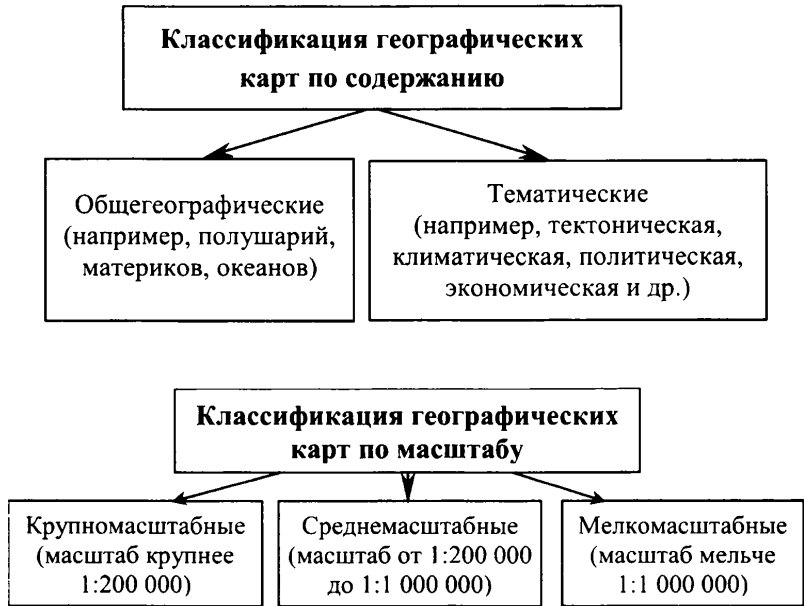 Классификация географических
карт по содержанию
Общегеографические
(например, полушарий,
материков, океанов)
Тематические
(например, тектоническая,
климатическая, политическая,
экономическая и др.)
Классификация географических
карт по масштабу
Крупномасштабные
(масштаб крупнее
1:200 000)
Среднемасштабные
(масштаб от 1:200 000
до 1:1 000 000)
Мелкомасштабные
(масштаб мельче
1:1 000 000)